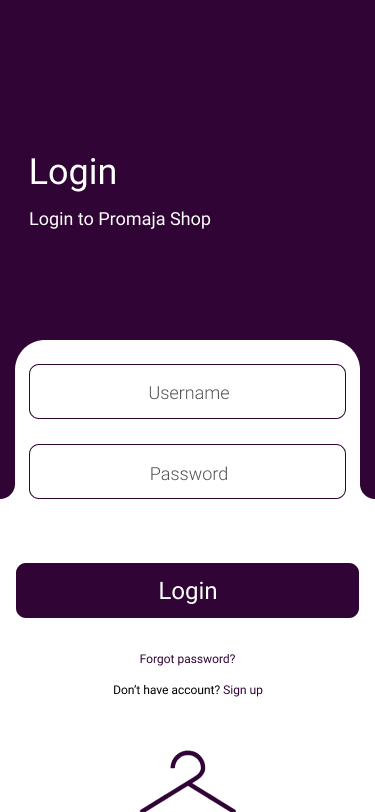 Login
Login to Promaja Shop
Username
Password
Login
Forgot password?
Don’t have account? Sign up